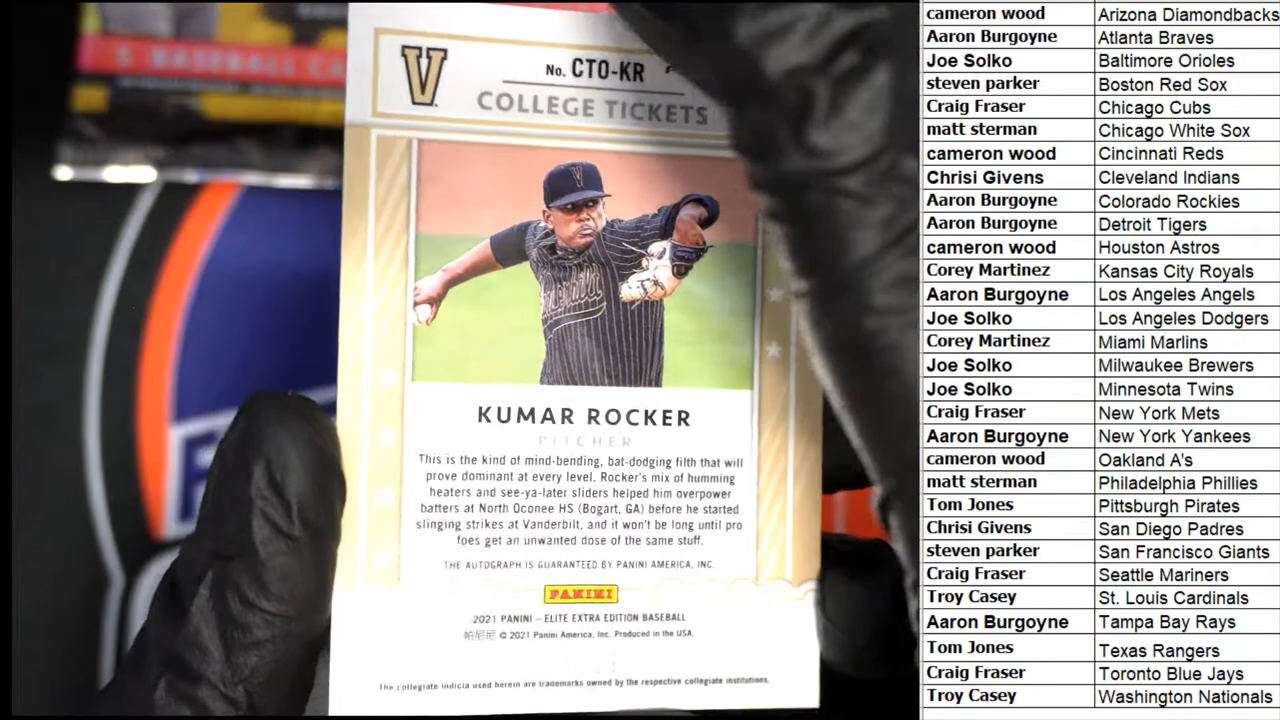 V
No. CTO-KR
COLLEGE TICKETS
KUMAR ROCKER
PITCHER
This is the kind of mind-bending, bat-dodging filth that will
prove dominant at every level. Rocker's mix of humming
heaters and see-ya-later sliders helped him overpower
batters at North Oconee HS (Bogart, GA) before he started
slinging strikes at Vanderbilt, and it won't be long until pro
foes get an unwanted dose of the same stuff.
THE AUTOGRAPH IS GUARANTEED BY PANINI AMERICA, INC.
PANINI
2021 PANINI – ELITE EXTRA EDITION BASEBALL
帕尼尼 © 2021 Panini America, Inc. Produced in the USA.
The collegiate indicia used herein are trademarks owned by the respective collegiate institutions.
cameron wood Arizona Diamondbacks
Aaron Burgoyne Atlanta Braves
Joe Solko Baltimore Orioles
steven parker Boston Red Sox
Craig Fraser Chicago Cubs
matt sterman Chicago White Sox
cameron wood Cincinnati Reds
Chrisi Givens Cleveland Indians
Aaron Burgoyne Colorado Rockies
Aaron Burgoyne Detroit Tigers
cameron wood Houston Astros
Corey Martinez Kansas City Royals
Aaron Burgoyne Los Angeles Angels
Joe Solko Los Angeles Dodgers
Corey Martinez Miami Marlins
Joe Solko Milwaukee Brewers
Joe Solko Minnesota Twins
Craig Fraser New York Mets
Aaron Burgoyne New York Yankees
cameron wood Oakland A's
matt sterman Philadelphia Phillies
Tom Jones Pittsburgh Pirates
Chrisi Givens San Diego Padres
steven parker San Francisco Giants
Craig Fraser Seattle Mariners
Troy Casey St. Louis Cardinals
Aaron Burgoyne Tampa Bay Rays
Tom Jones Texas Rangers
Craig Fraser Toronto Blue Jays
Troy Casey Washington Nationals